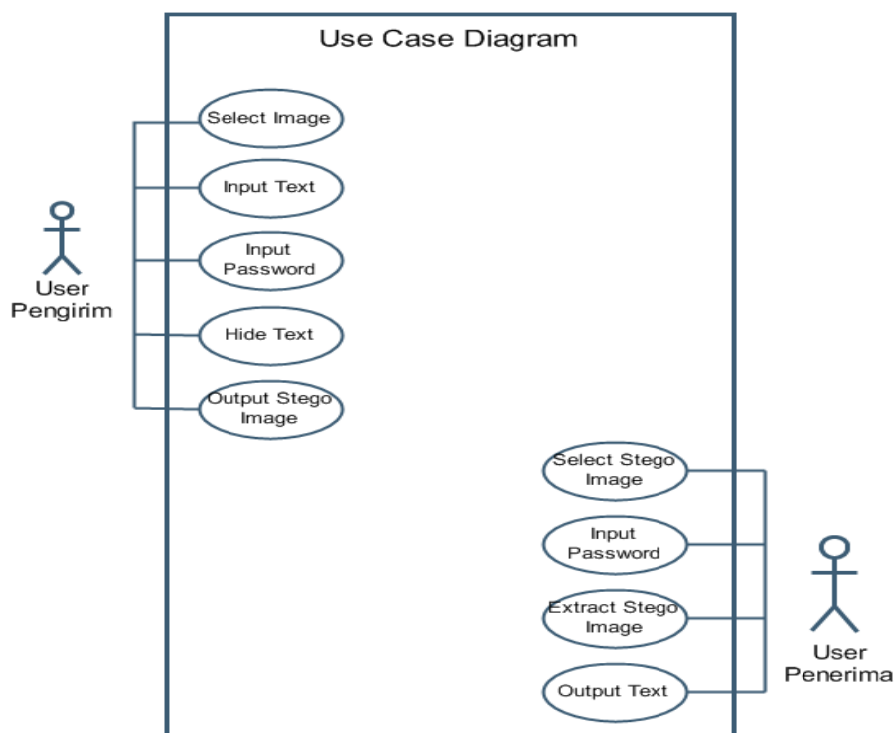 Use Case Diagram
Select Image
Input Text
Input
Password
Hide Text
Output Stego
Image
User
Pengirim
Select Stego
Image
Input
Password
Extract Stego
Image
Output Text
User
Penerima